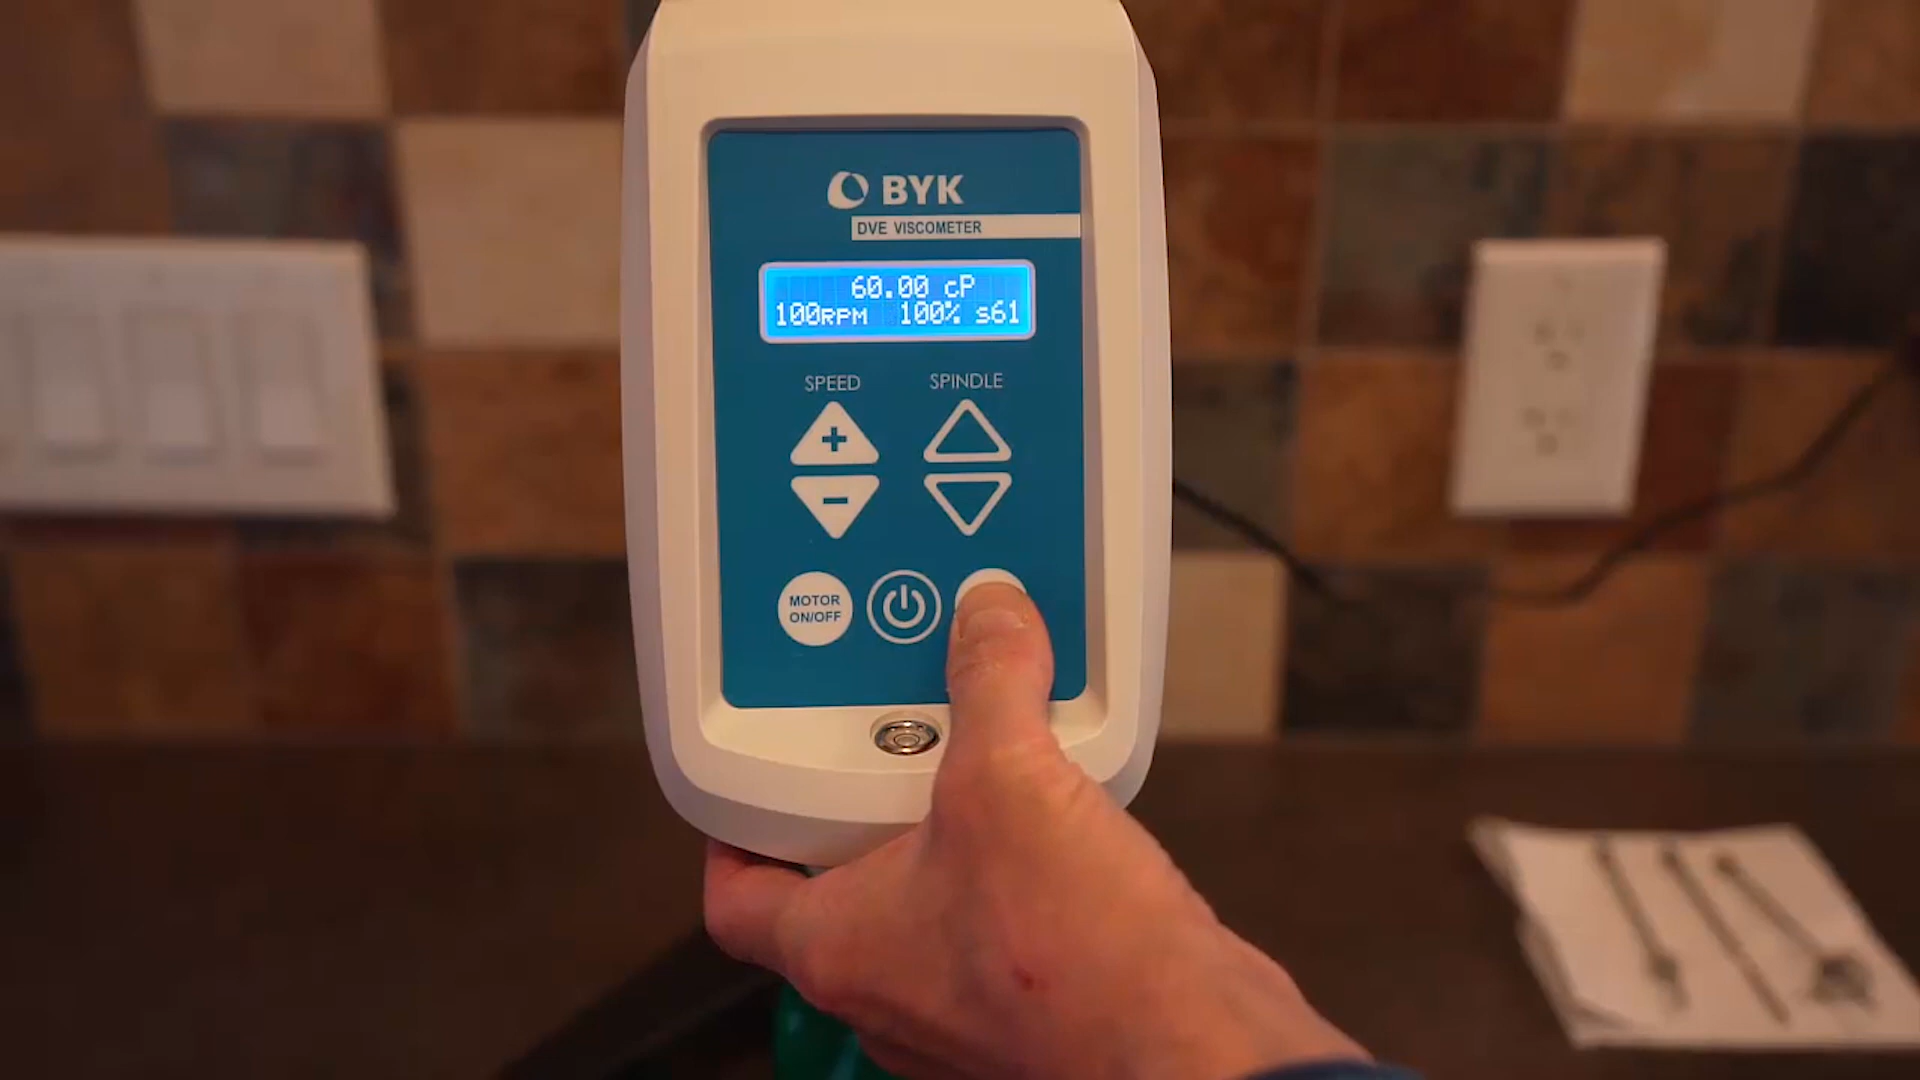 BYK
DVE VISCOMETER
60.00 cP
100RPM 100% s61
SPEED
SPINDLE
+
-
MOTOR
ON/OFF